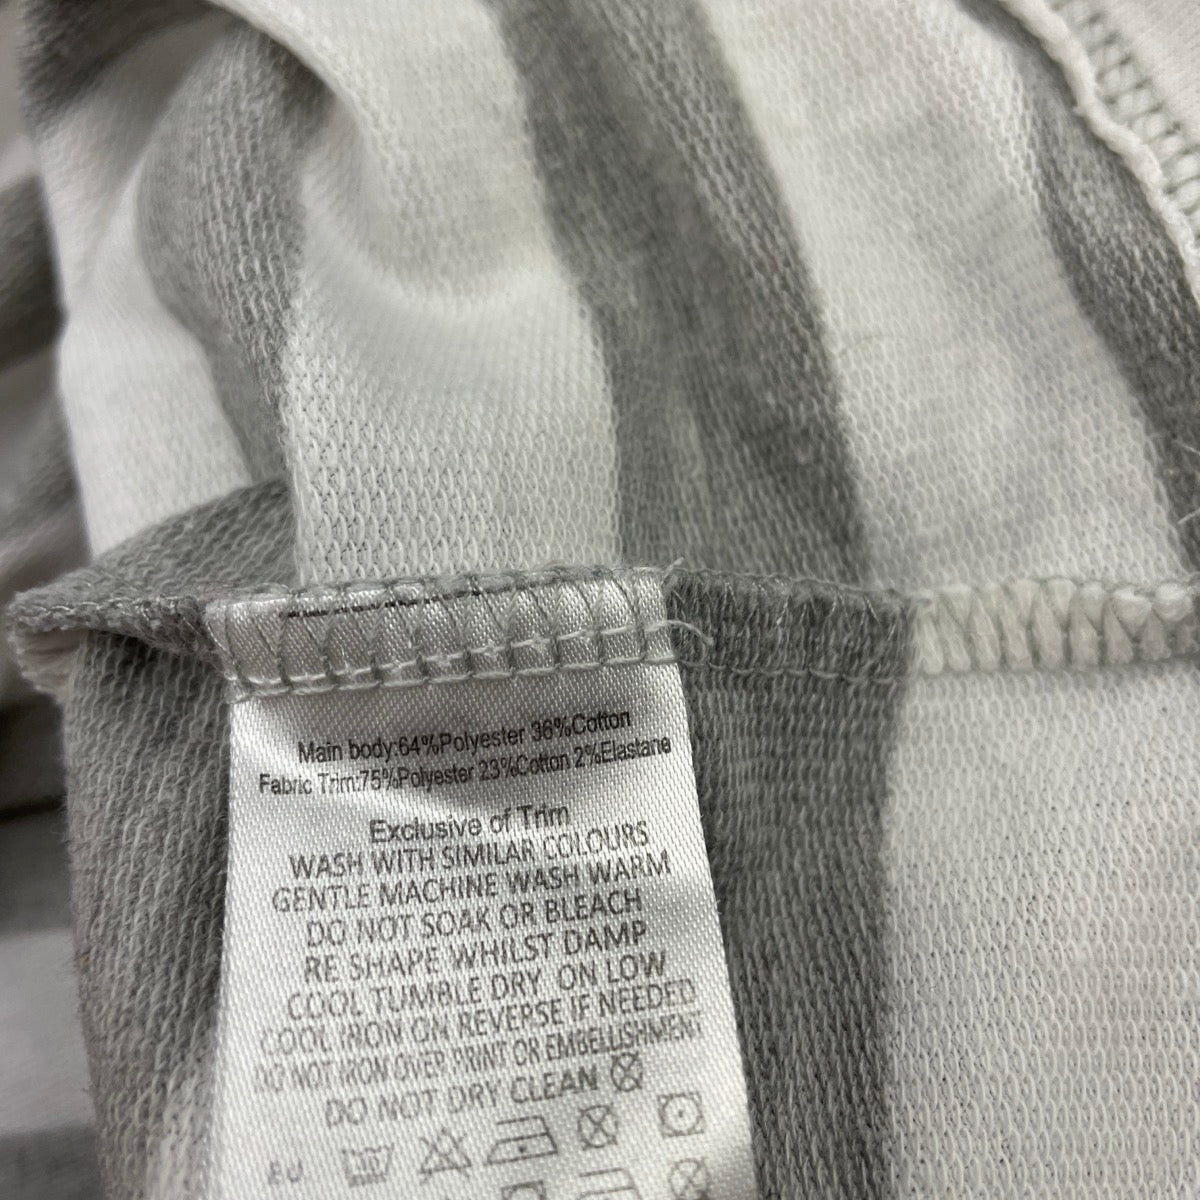 Main body:64%Polyester 36%Cotton
Fabric Trim:75%Polyester 23%Cotton 2%Elastane
Exclusive of Trim
WASH WITH SIMILAR COLOURS
GENTLE MACHINE WASH WARM
DO NOT SOAK OR BLEACH
RE SHAPE WHILST DAMP
COOL TUMBLE DRY ON LOW
COOL IRON ON REVERSE IF NEEDED
DO NOT IRON OVER PRINT OR EMBELLISHMENT
DO NOT DRY CLEAN
EU